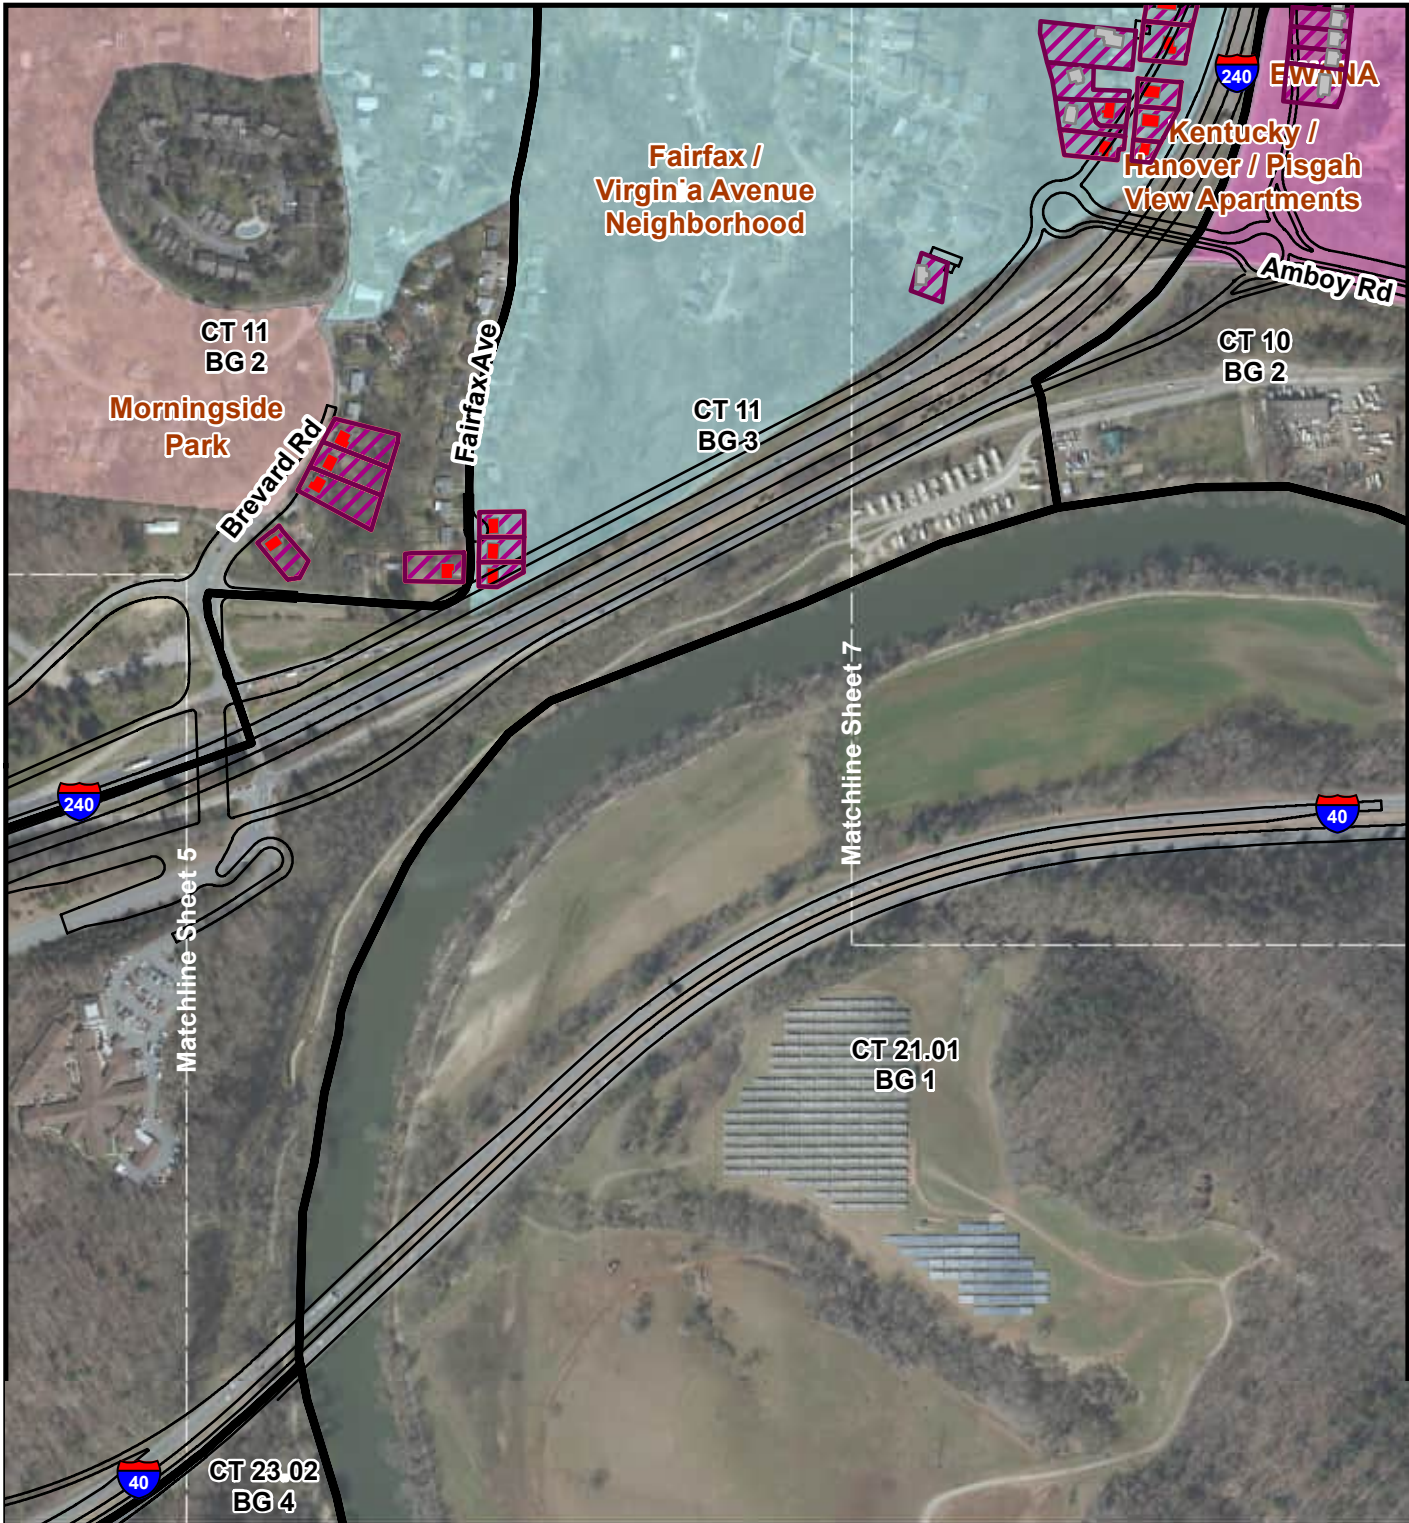 240
EWANA
Kentucky /
Hanover / Pisgah
View Apartments
Fairfax /
Virginia Avenue
Neighborhood
Amboy Rd
CT 11
BG 2
CT 10
BG 2
Fairfax Ave
Morningside
Park
CT 11
BG 3
Brevard Rd
Matchline Sheet 7
240
40
Matchline Sheet 5
CT 21.01
BG 1
40
CT 23.02
BG 4